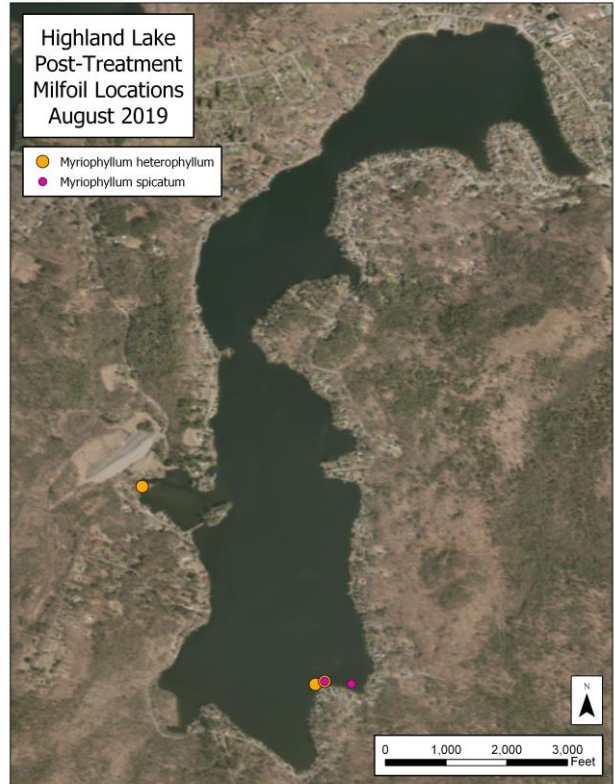 Highland Lake
Post-Treatment
Milfoil Locations
August 2019
Myriophyllum heterophyllum
Myriophyllum spicatum
N
0 1,000 2,000 3,000
Feet